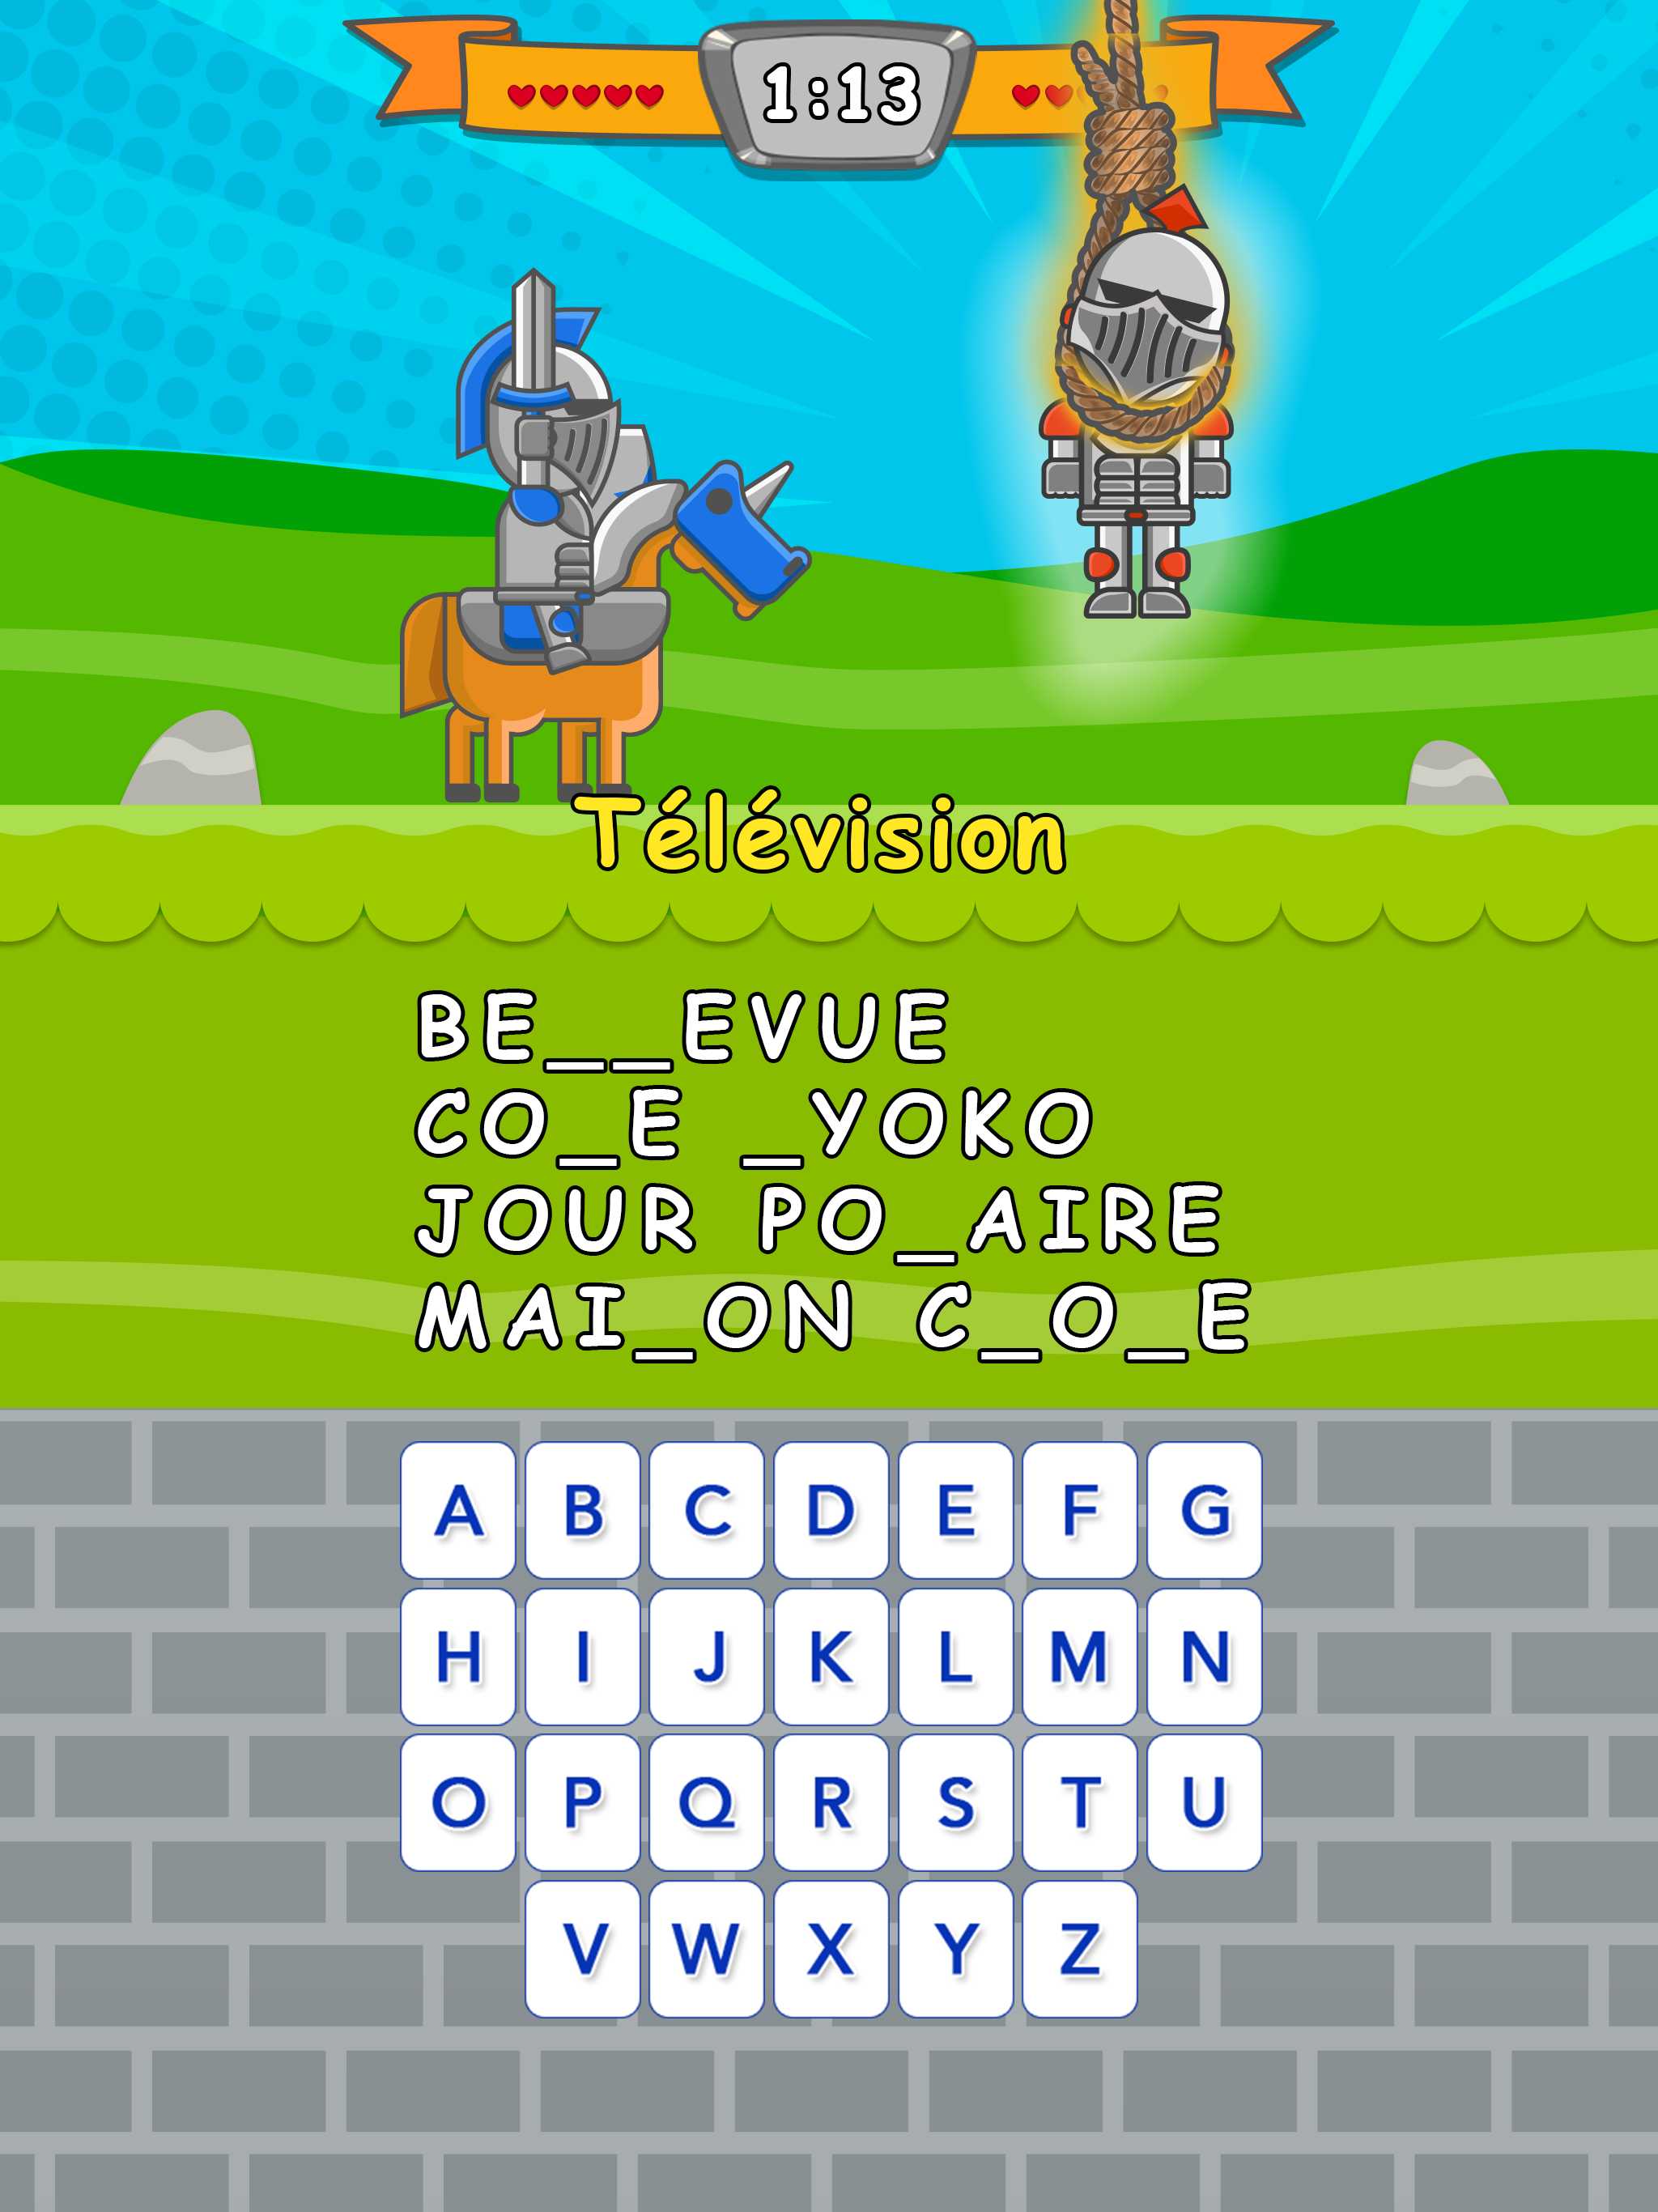 1:13
Télévision
BE__EVUE
CO_E _YOKO
JOUR PO_AIRE
MAI_ON C_O_E
A B C D E F G
H I J K L M N
O P Q R S T U
V W X Y Z